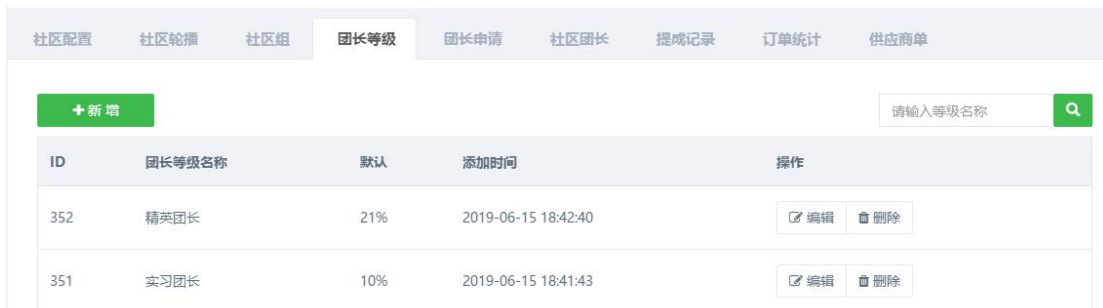 社区配置 社区轮播 社区组 团长等级 团长申请 社区团长 提成记录 订单统计 供应商单
+新 增 请输入等级名称
ID 团长等级名称 默认 添加时间 操作
352 精英团长 21% 2019-06-15 18:42:40 编辑 删除
351 实习团长 10% 2019-06-15 18:41:43 编辑 删除